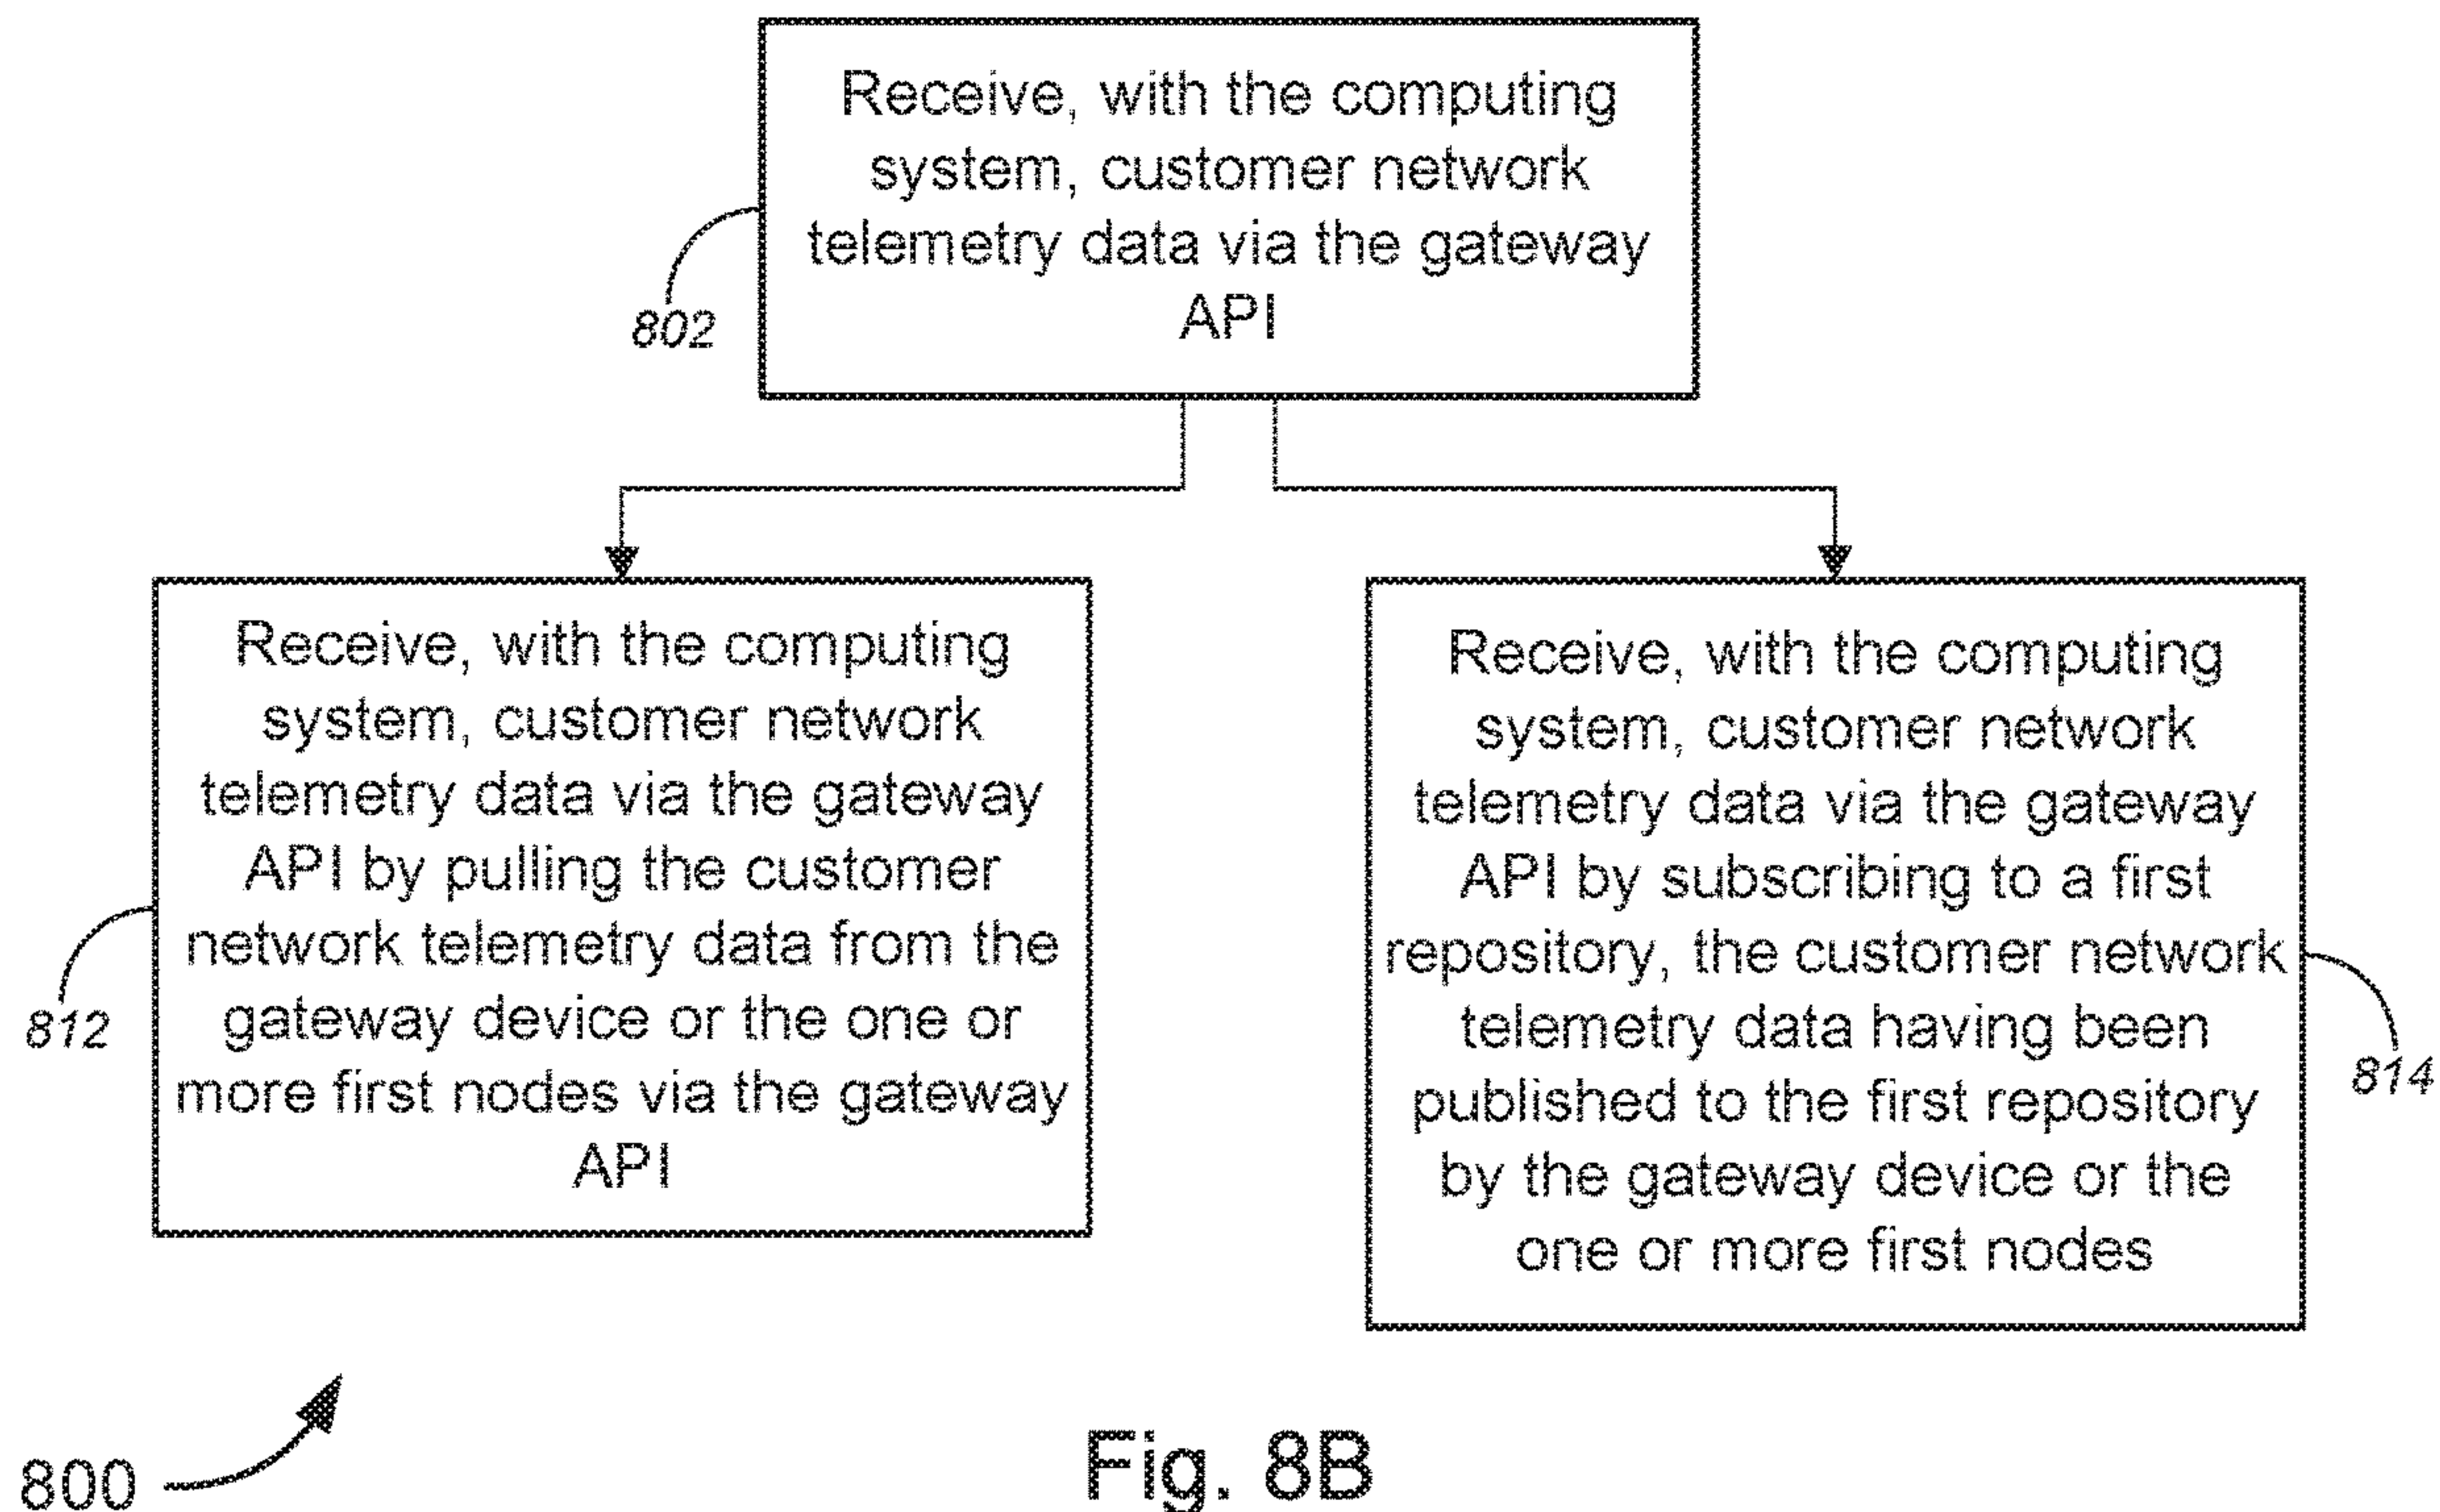 Receive, with the computing
system, customer network
telemetry data via the gateway
API
802
Receive, with the computing
system, customer network
telemetry data via the gateway
API by pulling the customer
network telemetry data from the
gateway device or the one or
more first nodes via the gateway
API
812
Receive, with the computing
system, customer network
telemetry data via the gateway
API by subscribing to a first
repository, the customer network
telemetry data having been
published to the first repository
by the gateway device or the
one or more first nodes
814
800
Fig. 8B